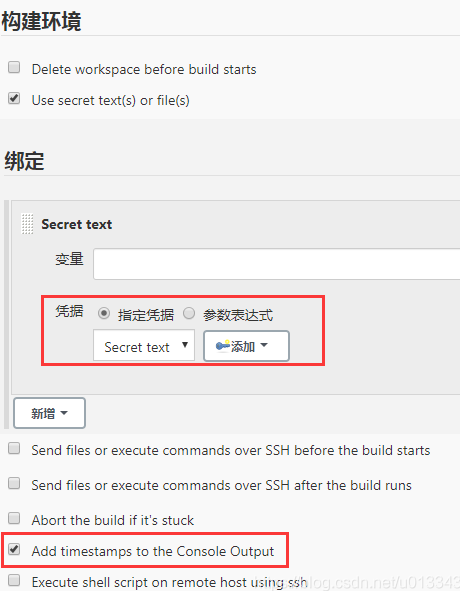 构建环境
Delete workspace before build starts
Use secret text(s) or file(s)
绑定
Secret text
变量
凭据 指定凭据 参数表达式
Secret text 添加
新增
Send files or execute commands over SSH before the build starts
Send files or execute commands over SSH after the build runs
Abort the build if it's stuck
Add timestamps to the Console Output
Execute shell script on remote host using ssh
blog.csdn.net/u013343